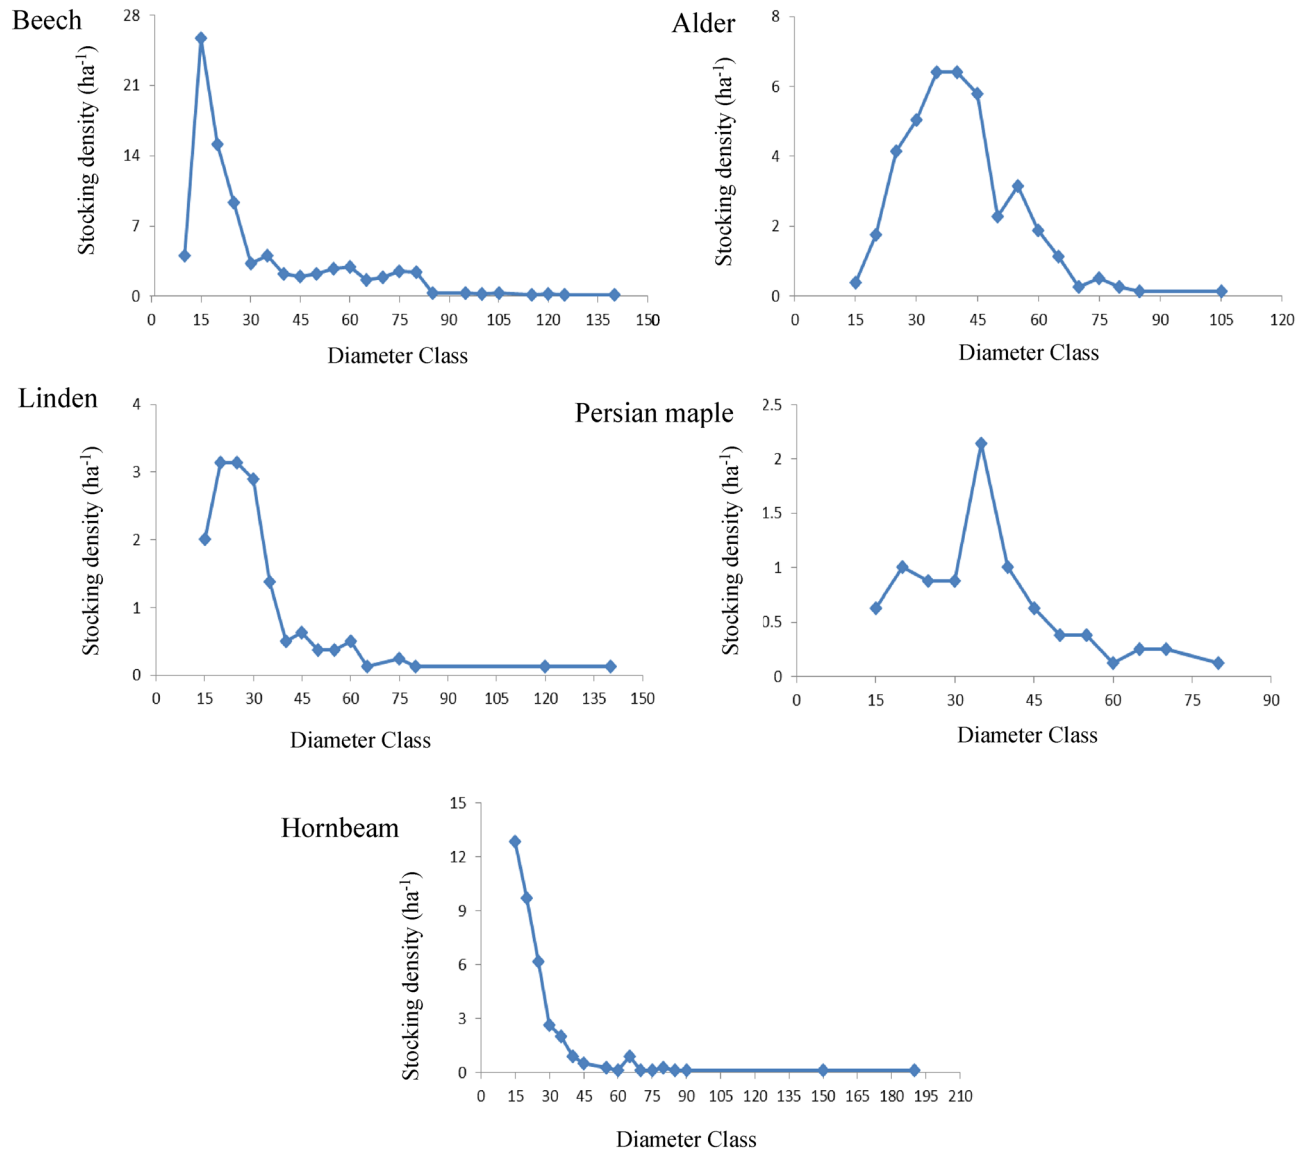 Beech
28
21
14
7
0
Stocking density (ha-1)
0 15 30 45 60 75 90 105 120 135 150
Diameter Class
Alder
8
6
4
2
0
Stocking density (ha-1)
0 15 30 45 60 75 90 105 120
Diameter Class
Linden
4
3
2
1
0
Stocking density (ha-1)
0 15 30 45 60 75 90 105 120 135 150
Diameter Class
Persian maple
2.5
2
1.5
1
0.5
0
Stocking density (ha-1)
0 15 30 45 60 75 90
Diameter Class
Hornbeam
15
12
9
6
3
0
Stocking density (ha-1)
0 15 30 45 60 75 90 105 120 135 150 165 180 195 210
Diameter Class